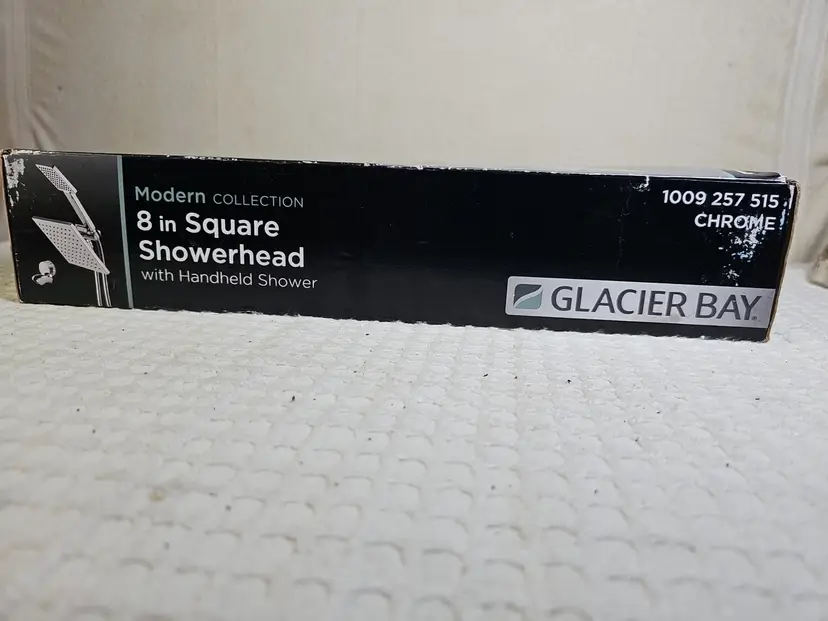 Modern COLLECTION
8 in Square
Showerhead
with Handheld Shower
1009 257 515
CHROME
GLACIER BAY®